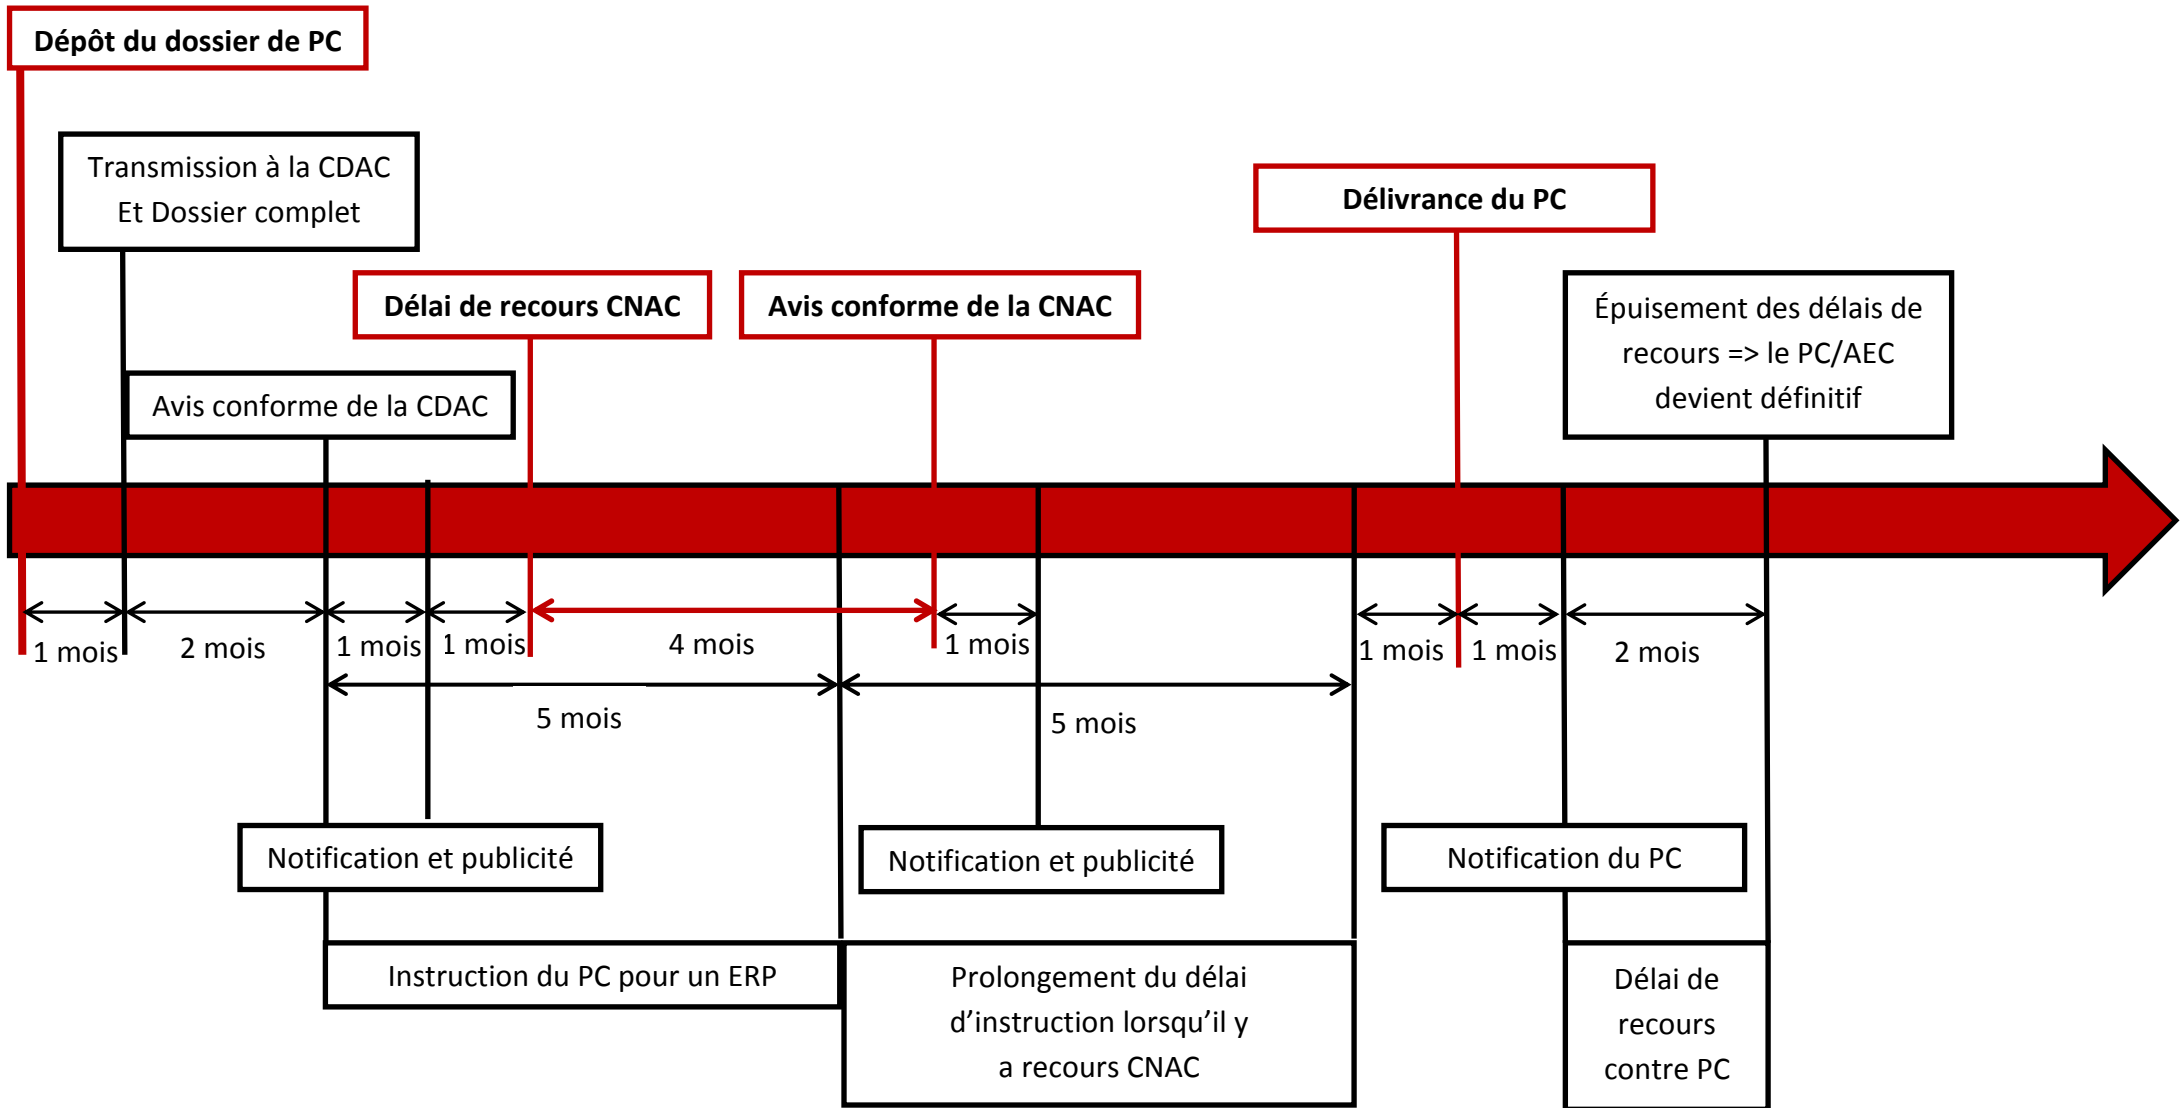 Dépôt du dossier de PC
Transmission à la CDAC
Et Dossier complet
Délivrance du PC
Délai de recours CNAC
Avis conforme de la CNAC
Épuisement des délais de
recours => le PC/AEC
devient définitif
Avis conforme de la CDAC
1 mois
2 mois
1 mois
1 mois
4 mois
1 mois
1 mois
1 mois
2 mois
5 mois
5 mois
Notification et publicité
Notification et publicité
Notification du PC
Instruction du PC pour un ERP
Prolongement du délai
d’instruction lorsqu’il y
a recours CNAC
Délai de
recours
contre PC